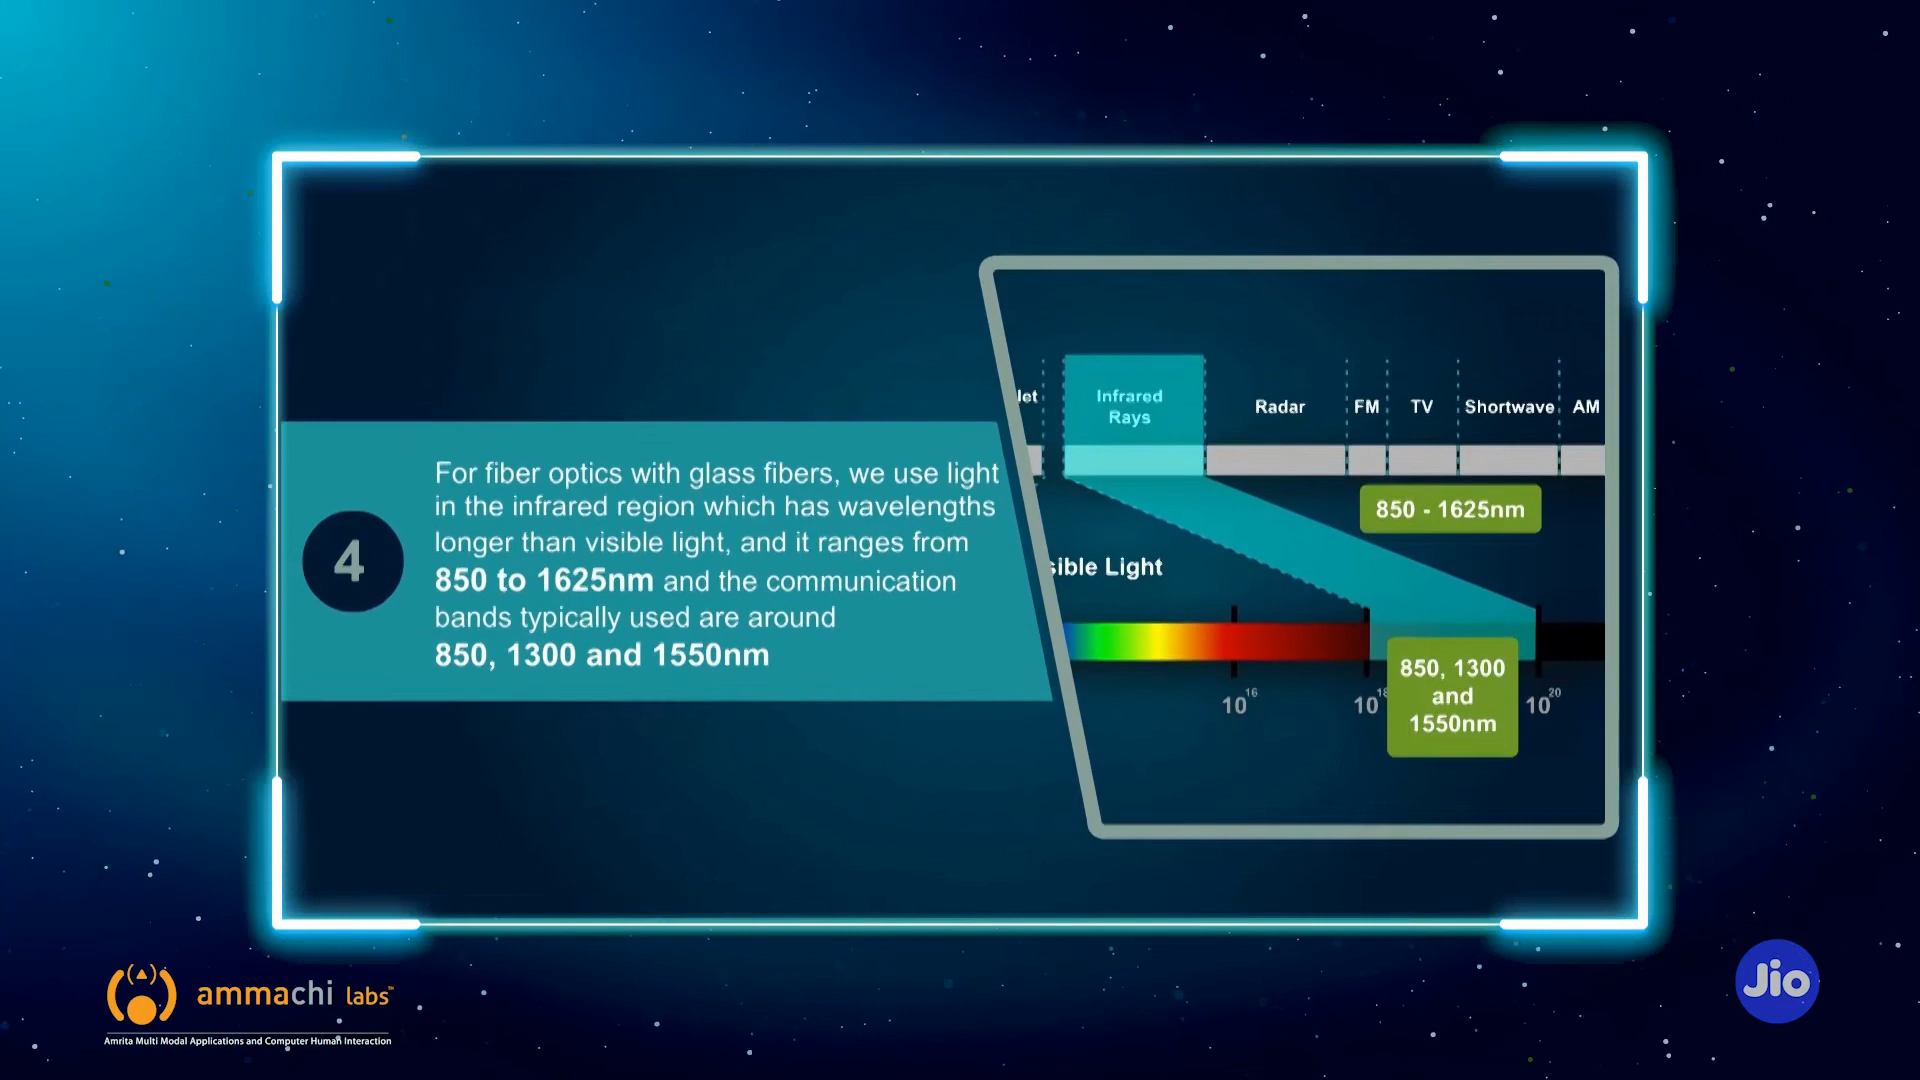 4
For fiber optics with glass fibers, we use light
in the infrared region which has wavelengths
longer than visible light, and it ranges from
850 to 1625nm and the communication
bands typically used are around
850, 1300 and 1550nm
let
Infrared
Rays
Radar
FM
TV
Shortwave
AM
850 - 1625nm
sible Light
10^16
10^18
10^20
850, 1300
and
1550nm
ammachi labs™
Amrita Multi Modal Applications and Computer Human Interaction
Jio